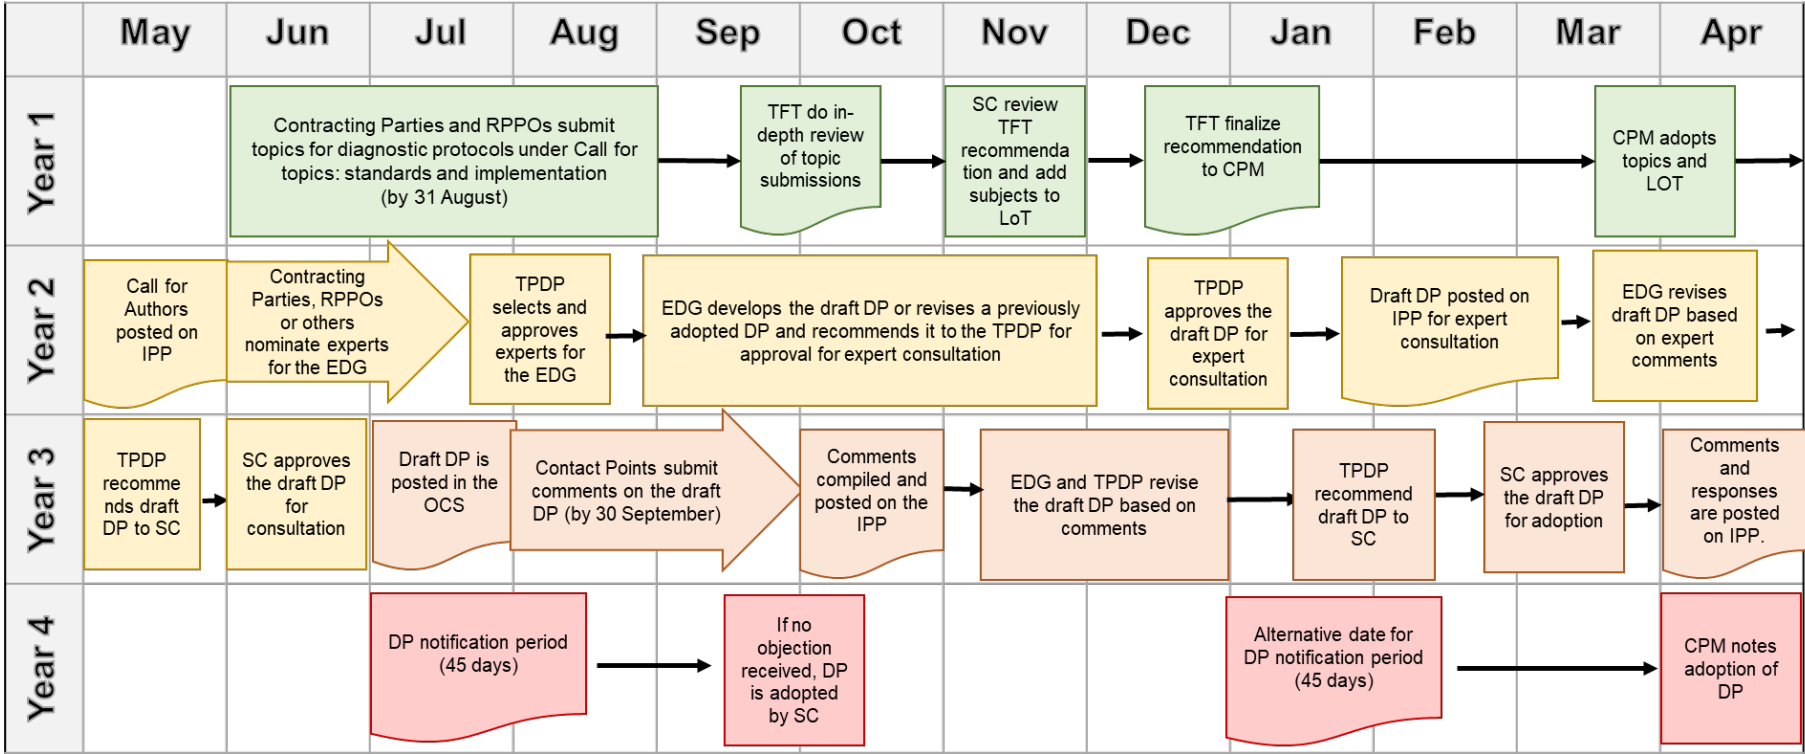 May Jun Jul Aug Sep Oct Nov Dec Jan Feb Mar Apr
Year 1
Contracting Parties and RPPOs submit
topics for diagnostic protocols under Call for
topics: standards and implementation
(by 31 August)
TFT do in-
depth review
of topic
submissions
SC review
TFT
recommenda
tion and add
subjects to
LoT
TFT finalize
recommendation
to CPM
CPM adopts
topics and
LOT
Year 2
Call for
Authors
posted on
IPP
Contracting
Parties, RPPOs
or others
nominate experts
for the EDG
TPDP
selects and
approves
experts for
the EDG
EDG develops the draft DP or revises a previously
adopted DP and recommends it to the TPDP for
approval for expert consultation
TPDP
approves the
draft DP for
expert
consultation
Draft DP posted on
IPP for expert
consultation
EDG revises
draft DP based
on expert
comments
Year 3
TPDP
recomme
nds draft
DP to SC
SC approves
the draft DP
for
consultation
Draft DP is
posted in the
OCS
Contact Points submit
comments on the draft
DP (by 30 September)
Comments
compiled and
posted on the
IPP
EDG and TPDP revise
the draft DP based on
comments
TPDP
recommend
draft DP to
SC
SC approves
the draft DP
for adoption
Comments
and
responses
are posted
on IPP.
Year 4
DP notification period
(45 days)
If no
objection
received, DP
is adopted
by SC
Alternative date for
DP notification period
(45 days)
CPM notes
adoption of
DP